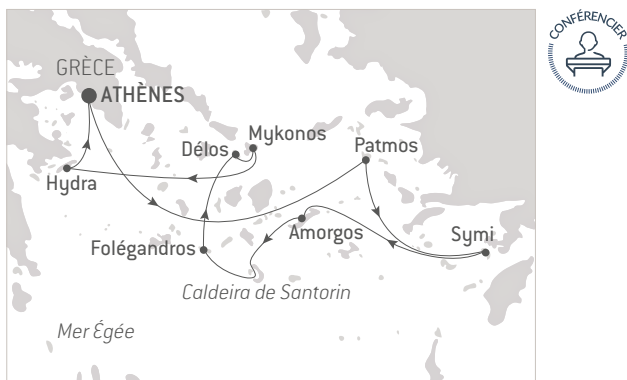 CONFÉRENCIER
GRÈCE
ATHÈNES
Mykonos
Délos
Patmos
Hydra
Amorgos
Symi
Folégandros
Caldeira de Santorin
Mer Égée